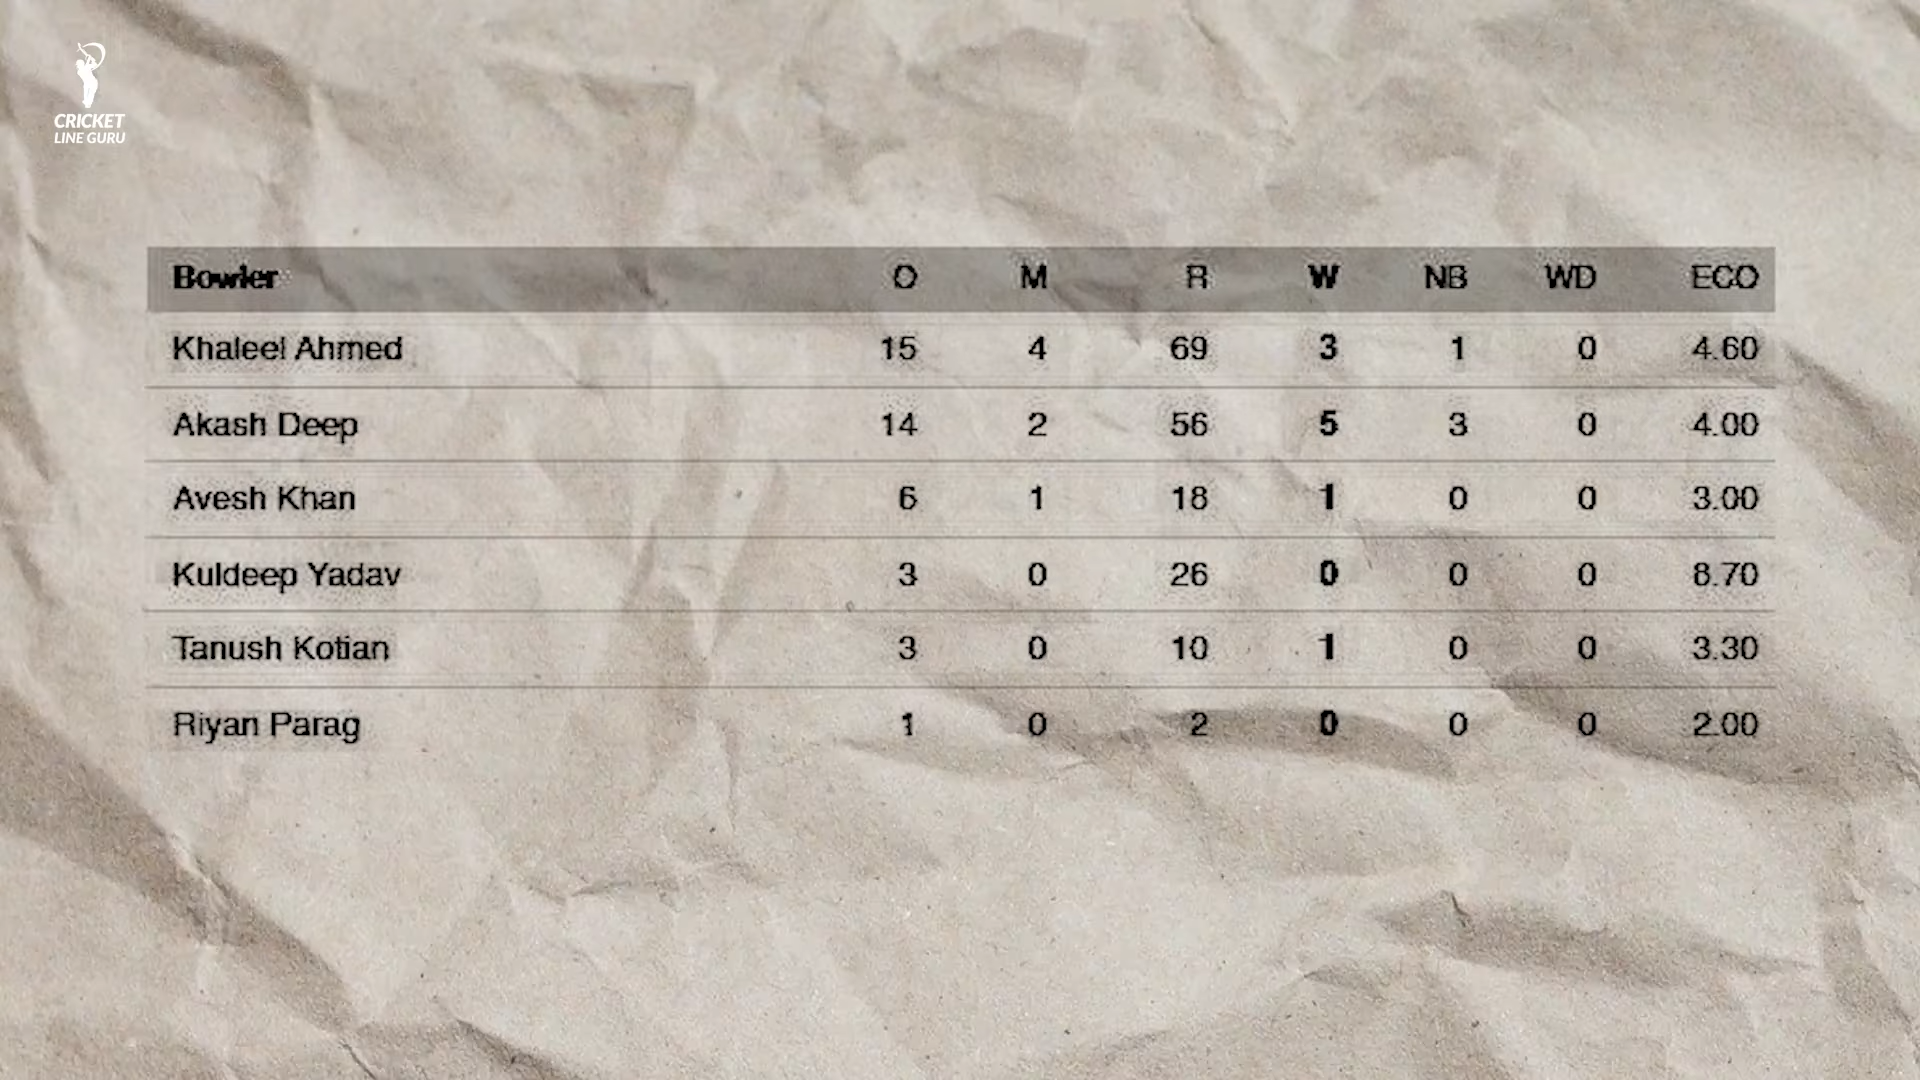 CRICKET
LINE GURU
Bowler O M R W NB WD ECO
Khaleel Ahmed 15 4 69 3 1 0 4.60
Akash Deep 14 2 56 5 3 0 4.00
Avesh Khan 6 1 18 1 0 0 3.00
Kuldeep Yadav 3 0 26 0 0 0 8.70
Tanush Kotian 3 0 10 1 0 0 3.30
Riyan Parag 1 0 2 0 0 0 2.00